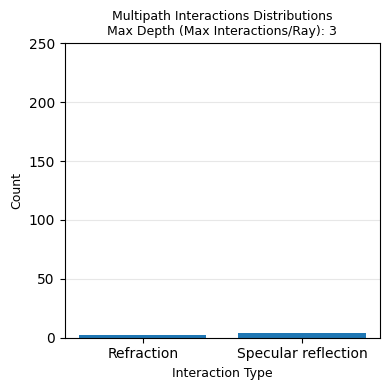 Multipath Interactions Distributions
Max Depth (Max Interactions/Ray): 3
250
200
150
100
50
0
Count
Refraction
Specular reflection
Interaction Type